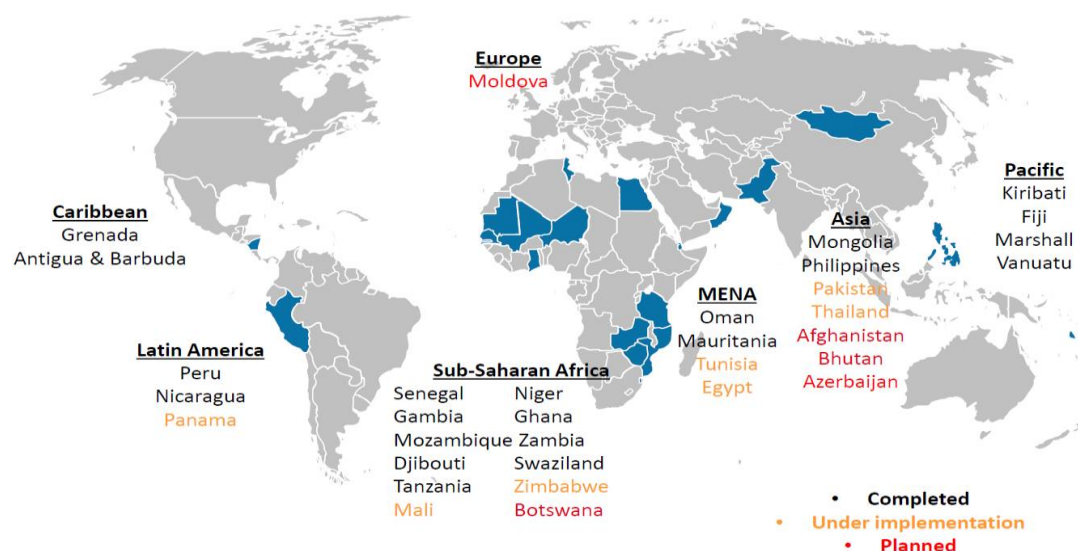 Europe
Moldova
Caribbean
Grenada
Antigua & Barbuda
Pacific
Kiribati
Fiji
Marshall
Vanuatu
Asia
Mongolia
Philippines
Pakistan
Thailand
Afghanistan
Bhutan
Azerbaijan
MENA
Oman
Mauritania
Tunisia
Egypt
Latin America
Peru
Nicaragua
Panama
Sub-Saharan Africa
Senegal Niger
Gambia Ghana
Mozambique Zambia
Djibouti Swaziland
Tanzania Zimbabwe
Mali Botswana
• Completed
• Under implementation
• Planned